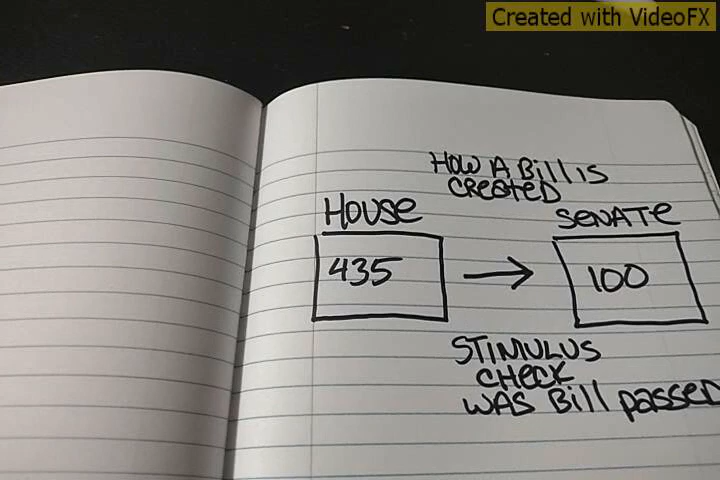 Created with VideoFX
HOW A Bill is
CReateD
HOUSE
SENATe
435
100
STIMULUS
CHeCK
WAS Bill passed